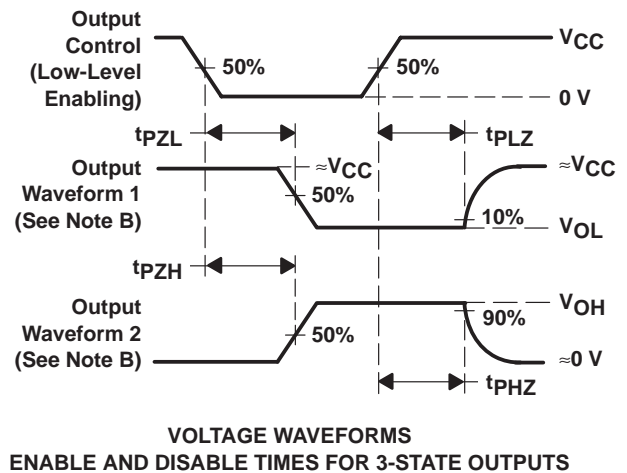 Output
Control
(Low-Level
Enabling)
50%
50%
VCC
0 V
tPZL
tPLZ
Output
Waveform 1
(See Note B)
≈VCC
50%
≈VCC
10%
VOL
tPZH
Output
Waveform 2
(See Note B)
50%
VOH
90%
≈0 V
tPHZ
VOLTAGE WAVEFORMS
ENABLE AND DISABLE TIMES FOR 3-STATE OUTPUTS